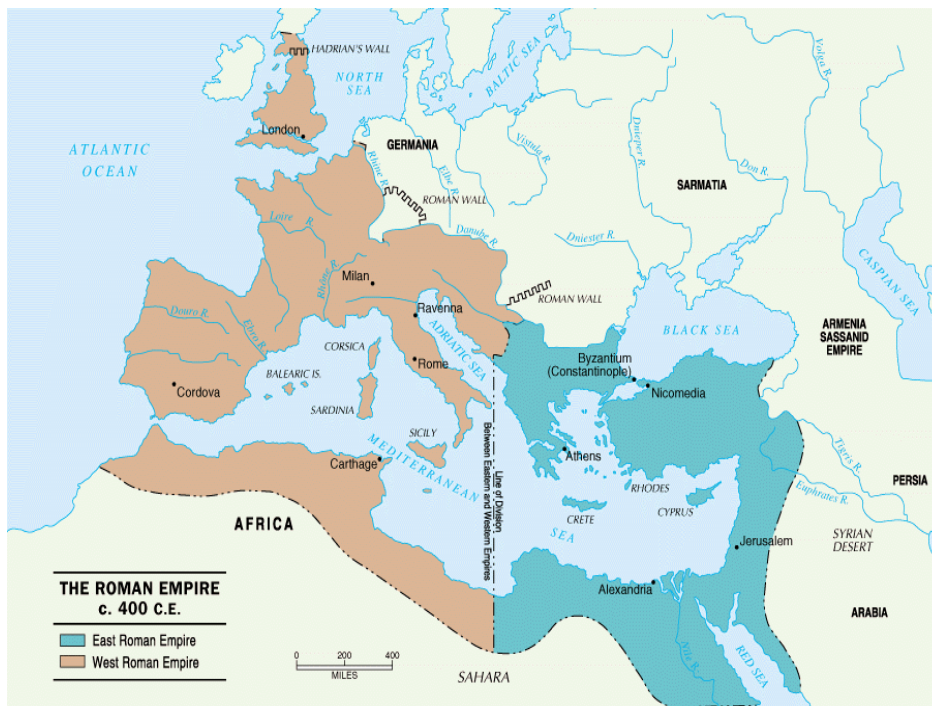 HADRIAN'S WALL
NORTH
SEA
BALTIC SEA
Volga R.
London
GERMANIA
Vistula R.
Dnieper R.
Don R.
ATLANTIC
OCEAN
Rhine R.
Elbe R.
ROMAN WALL
SARMATIA
Loire R.
Danube R.
Dniester R.
CASPIAN SEA
Rhône R.
Milan
ROMAN WALL
Ravenna
BLACK SEA
Douro R.
Ebro R.
ADRIATIC SEA
ARMENIA
SASSANID
EMPIRE
CORSICA
Rome
Byzantium
(Constantinople)
BALEARIC IS.
Nicomedia
Cordova
SARDINIA
SICILY
MEDITERRANEAN
SEA
Carthage
Athens
Line of Division
Between Eastern and Western Empires
RHODES
Tigris R.
PERSIA
Euphrates R.
CRETE
CYPRUS
AFRICA
SYRIAN
DESERT
Jerusalem
Alexandria
ARABIA
Nile R.
RED SEA
SAHARA
THE ROMAN EMPIRE
c. 400 C.E.
East Roman Empire
West Roman Empire
0 200 400
MILES